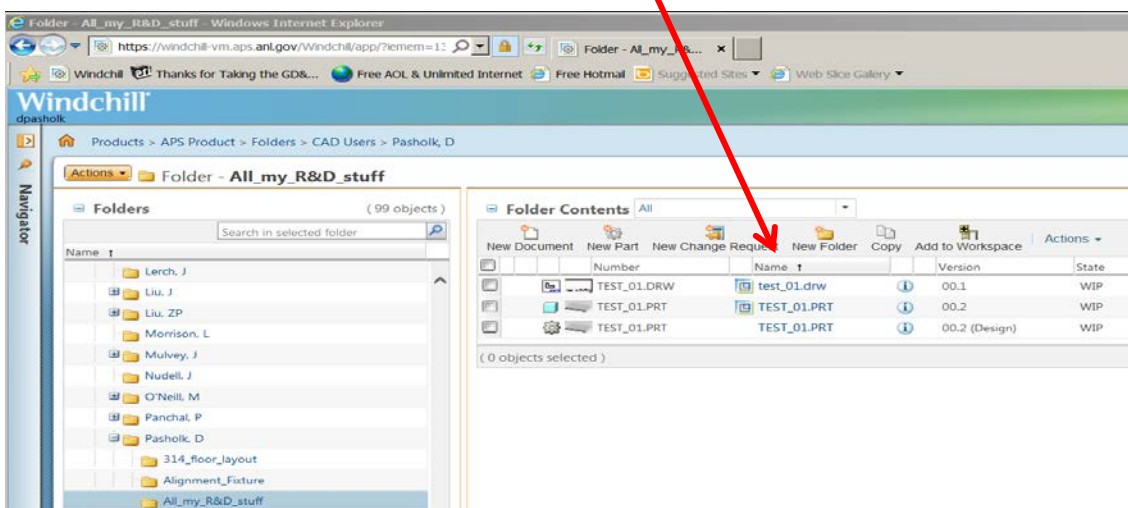 Folder - All_my_R&D_stuff - Windows Internet Explorer
https://windchill-vm.aps.anl.gov/Windchill/app/?ienem=1: Folder - All_my_R&... ×
Windchill Thanks for Taking the GD&... Free AOL & Unlimited Internet Free Hotmail Suggested Sites Web Slice Gallery
Windchill
dpasholk
Products > APS Product > Folders > CAD Users > Pasholk, D
Navigator
Actions Folder - All_my_R&D_stuff
Folders (99 objects)
Search in selected folder
Name
Lerch, J
Liu, J
Liu, ZP
Morrison, L
Mulvey, J
Nudell, J
O'Neill, M
Panchal, P
Pasholk, D
314_floor_layout
Alignment_Fixture
All_my_R&D_stuff
Folder Contents All
New Document New Part New Change Request New Folder Copy Add to Workspace Actions
Number Name Version State
TEST_01.DRW test_01.drw 00.1 WIP
TEST_01.PRT TEST_01.PRT 00.2 WIP
TEST_01.PRT TEST_01.PRT 00.2 (Design) WIP
(0 objects selected)